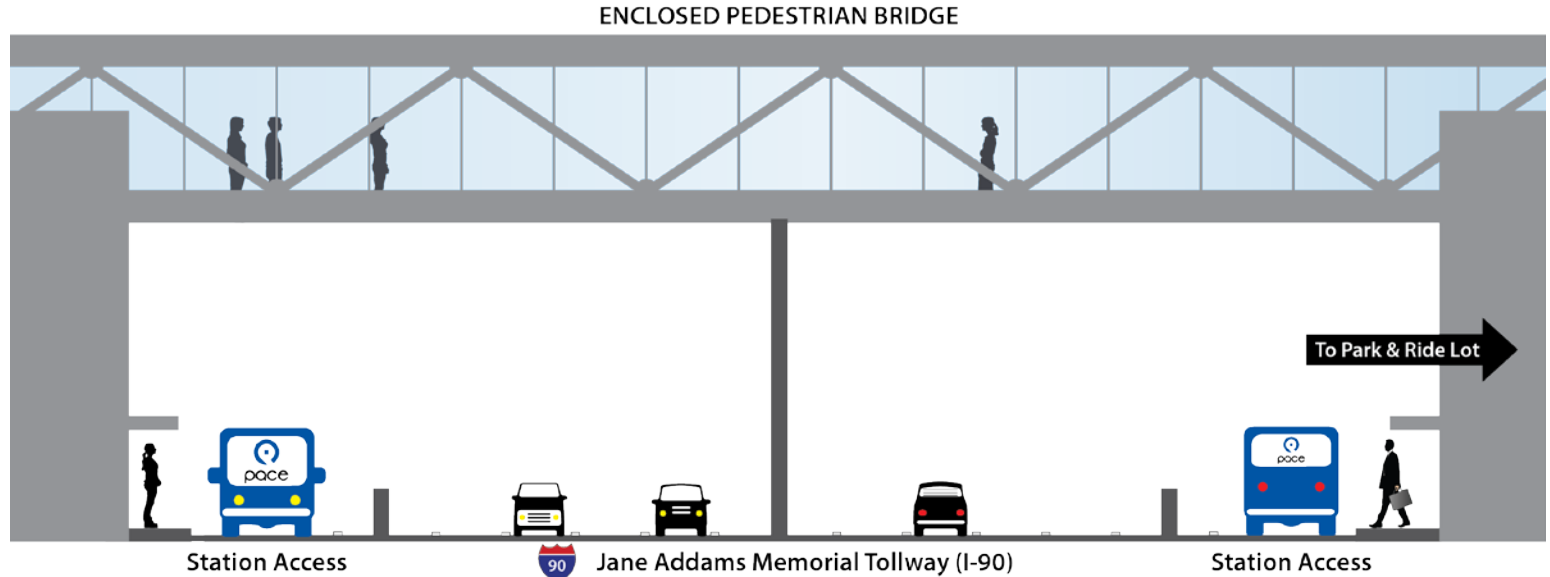 ENCLOSED PEDESTRIAN BRIDGE
To Park & Ride Lot
pace
pace
Station Access
90
Jane Addams Memorial Tollway (I-90)
Station Access